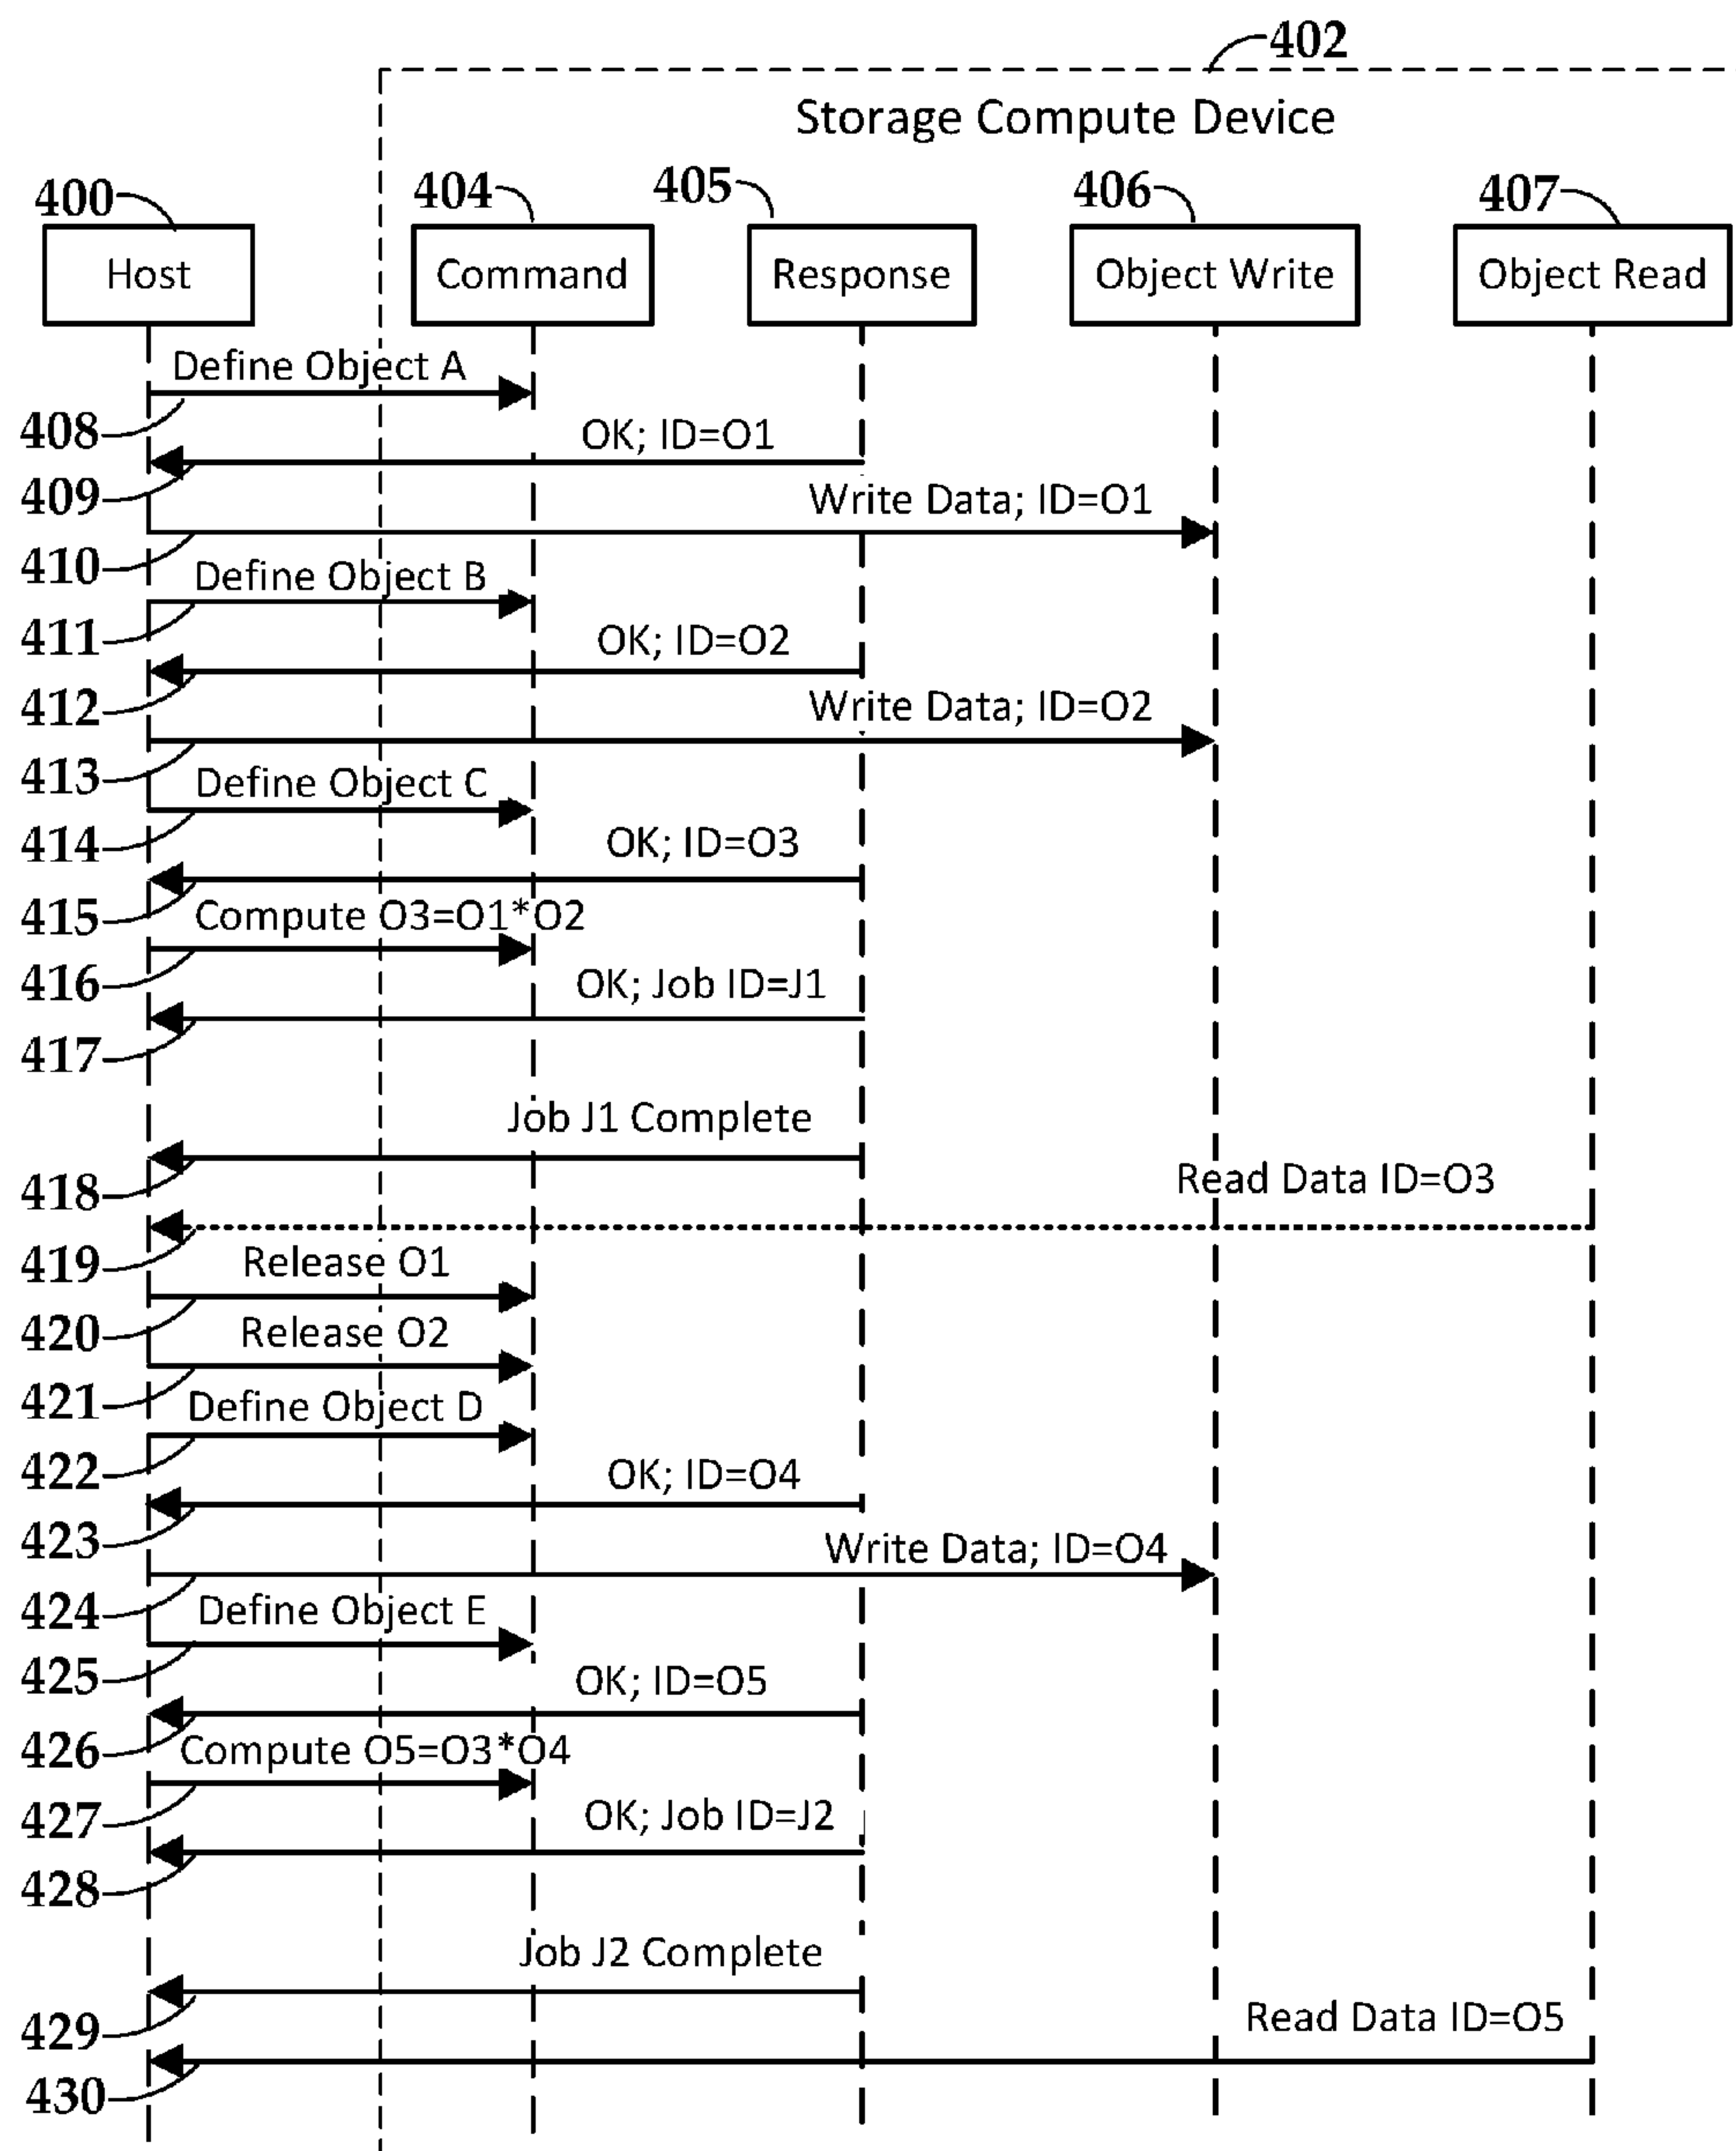 402
Storage Compute Device
400
404
405
406
407
Host
Command
Response
Object Write
Object Read
Define Object A
408
OK; ID=O1
409
Write Data; ID=O1
410
Define Object B
411
OK; ID=O2
412
Write Data; ID=O2
413
Define Object C
414
OK; ID=O3
415
Compute O3=O1*O2
416
OK; Job ID=J1
417
Job J1 Complete
418
Read Data ID=O3
419
Release O1
420
Release O2
421
Define Object D
422
OK; ID=O4
423
Write Data; ID=O4
424
Define Object E
425
OK; ID=O5
426
Compute O5=O3*O4
427
OK; Job ID=J2
428
Job J2 Complete
429
Read Data ID=O5
430